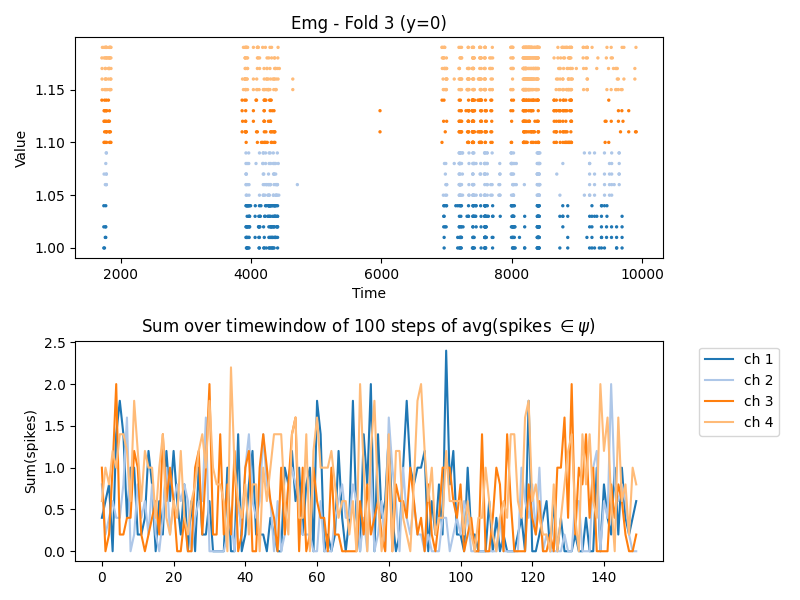 Emg - Fold 3 (y=0)
Value
1.15
1.10
1.05
1.00
2000 4000 6000 8000 10000
Time
Sum over timewindow of 100 steps of avg(spikes ∈ψ)
Sum(spikes)
2.5
2.0
1.5
1.0
0.5
0.0
0 20 40 60 80 100 120 140
ch 1
ch 2
ch 3
ch 4